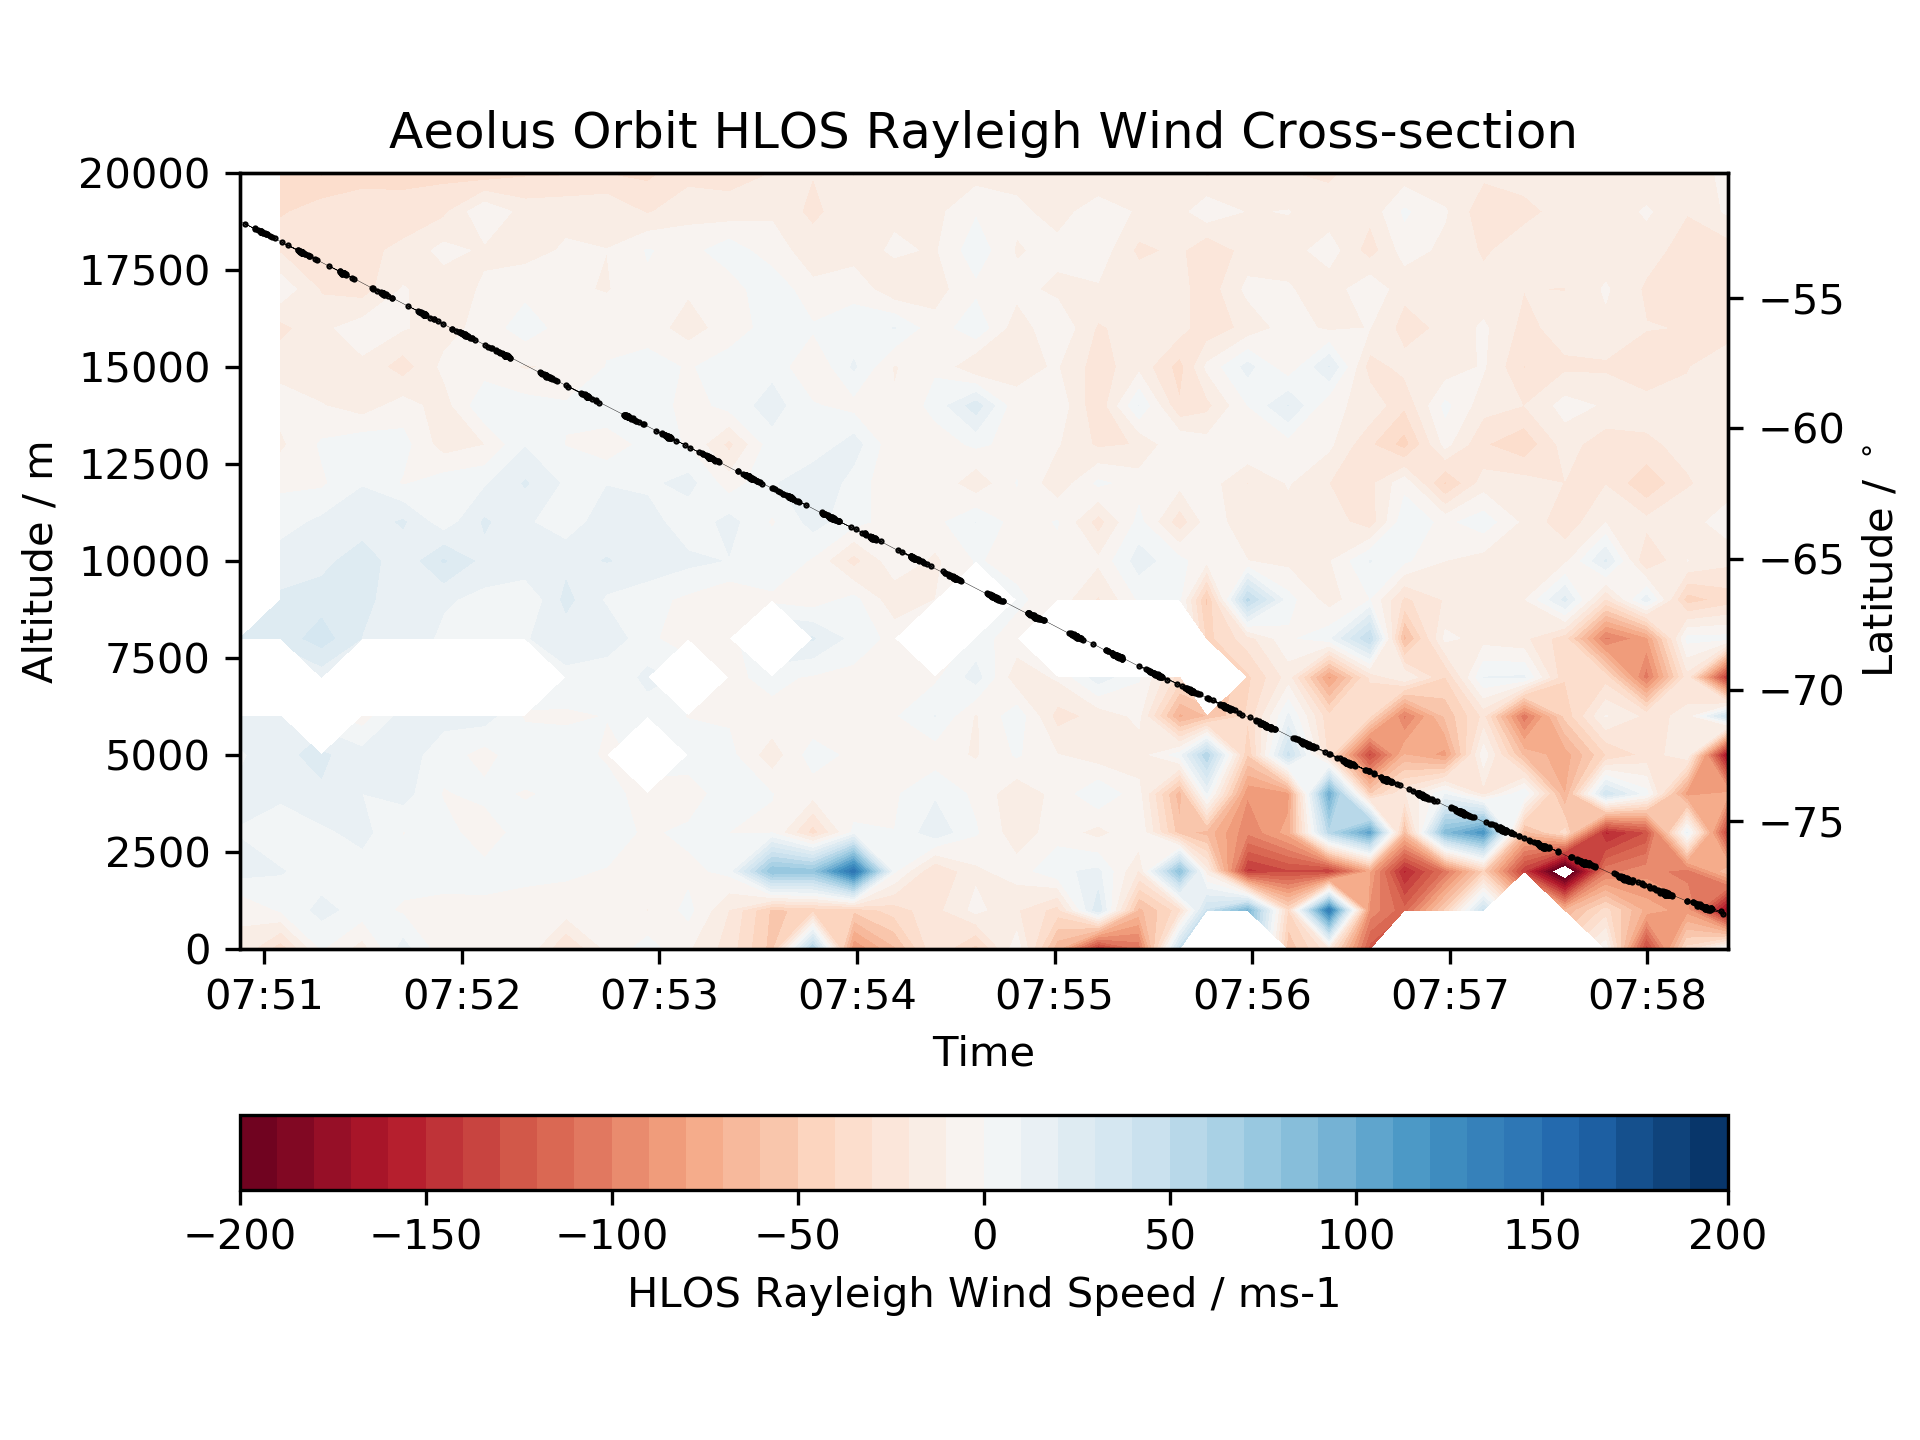 Aeolus Orbit HLOS Rayleigh Wind Cross-section
20000
17500
15000
12500
10000
7500
5000
2500
0
Altitude / m
−55
−60
−65
−70
−75
Latitude / °
07:51 07:52 07:53 07:54 07:55 07:56 07:57 07:58
Time
−200 −150 −100 −50 0 50 100 150 200
HLOS Rayleigh Wind Speed / ms-1